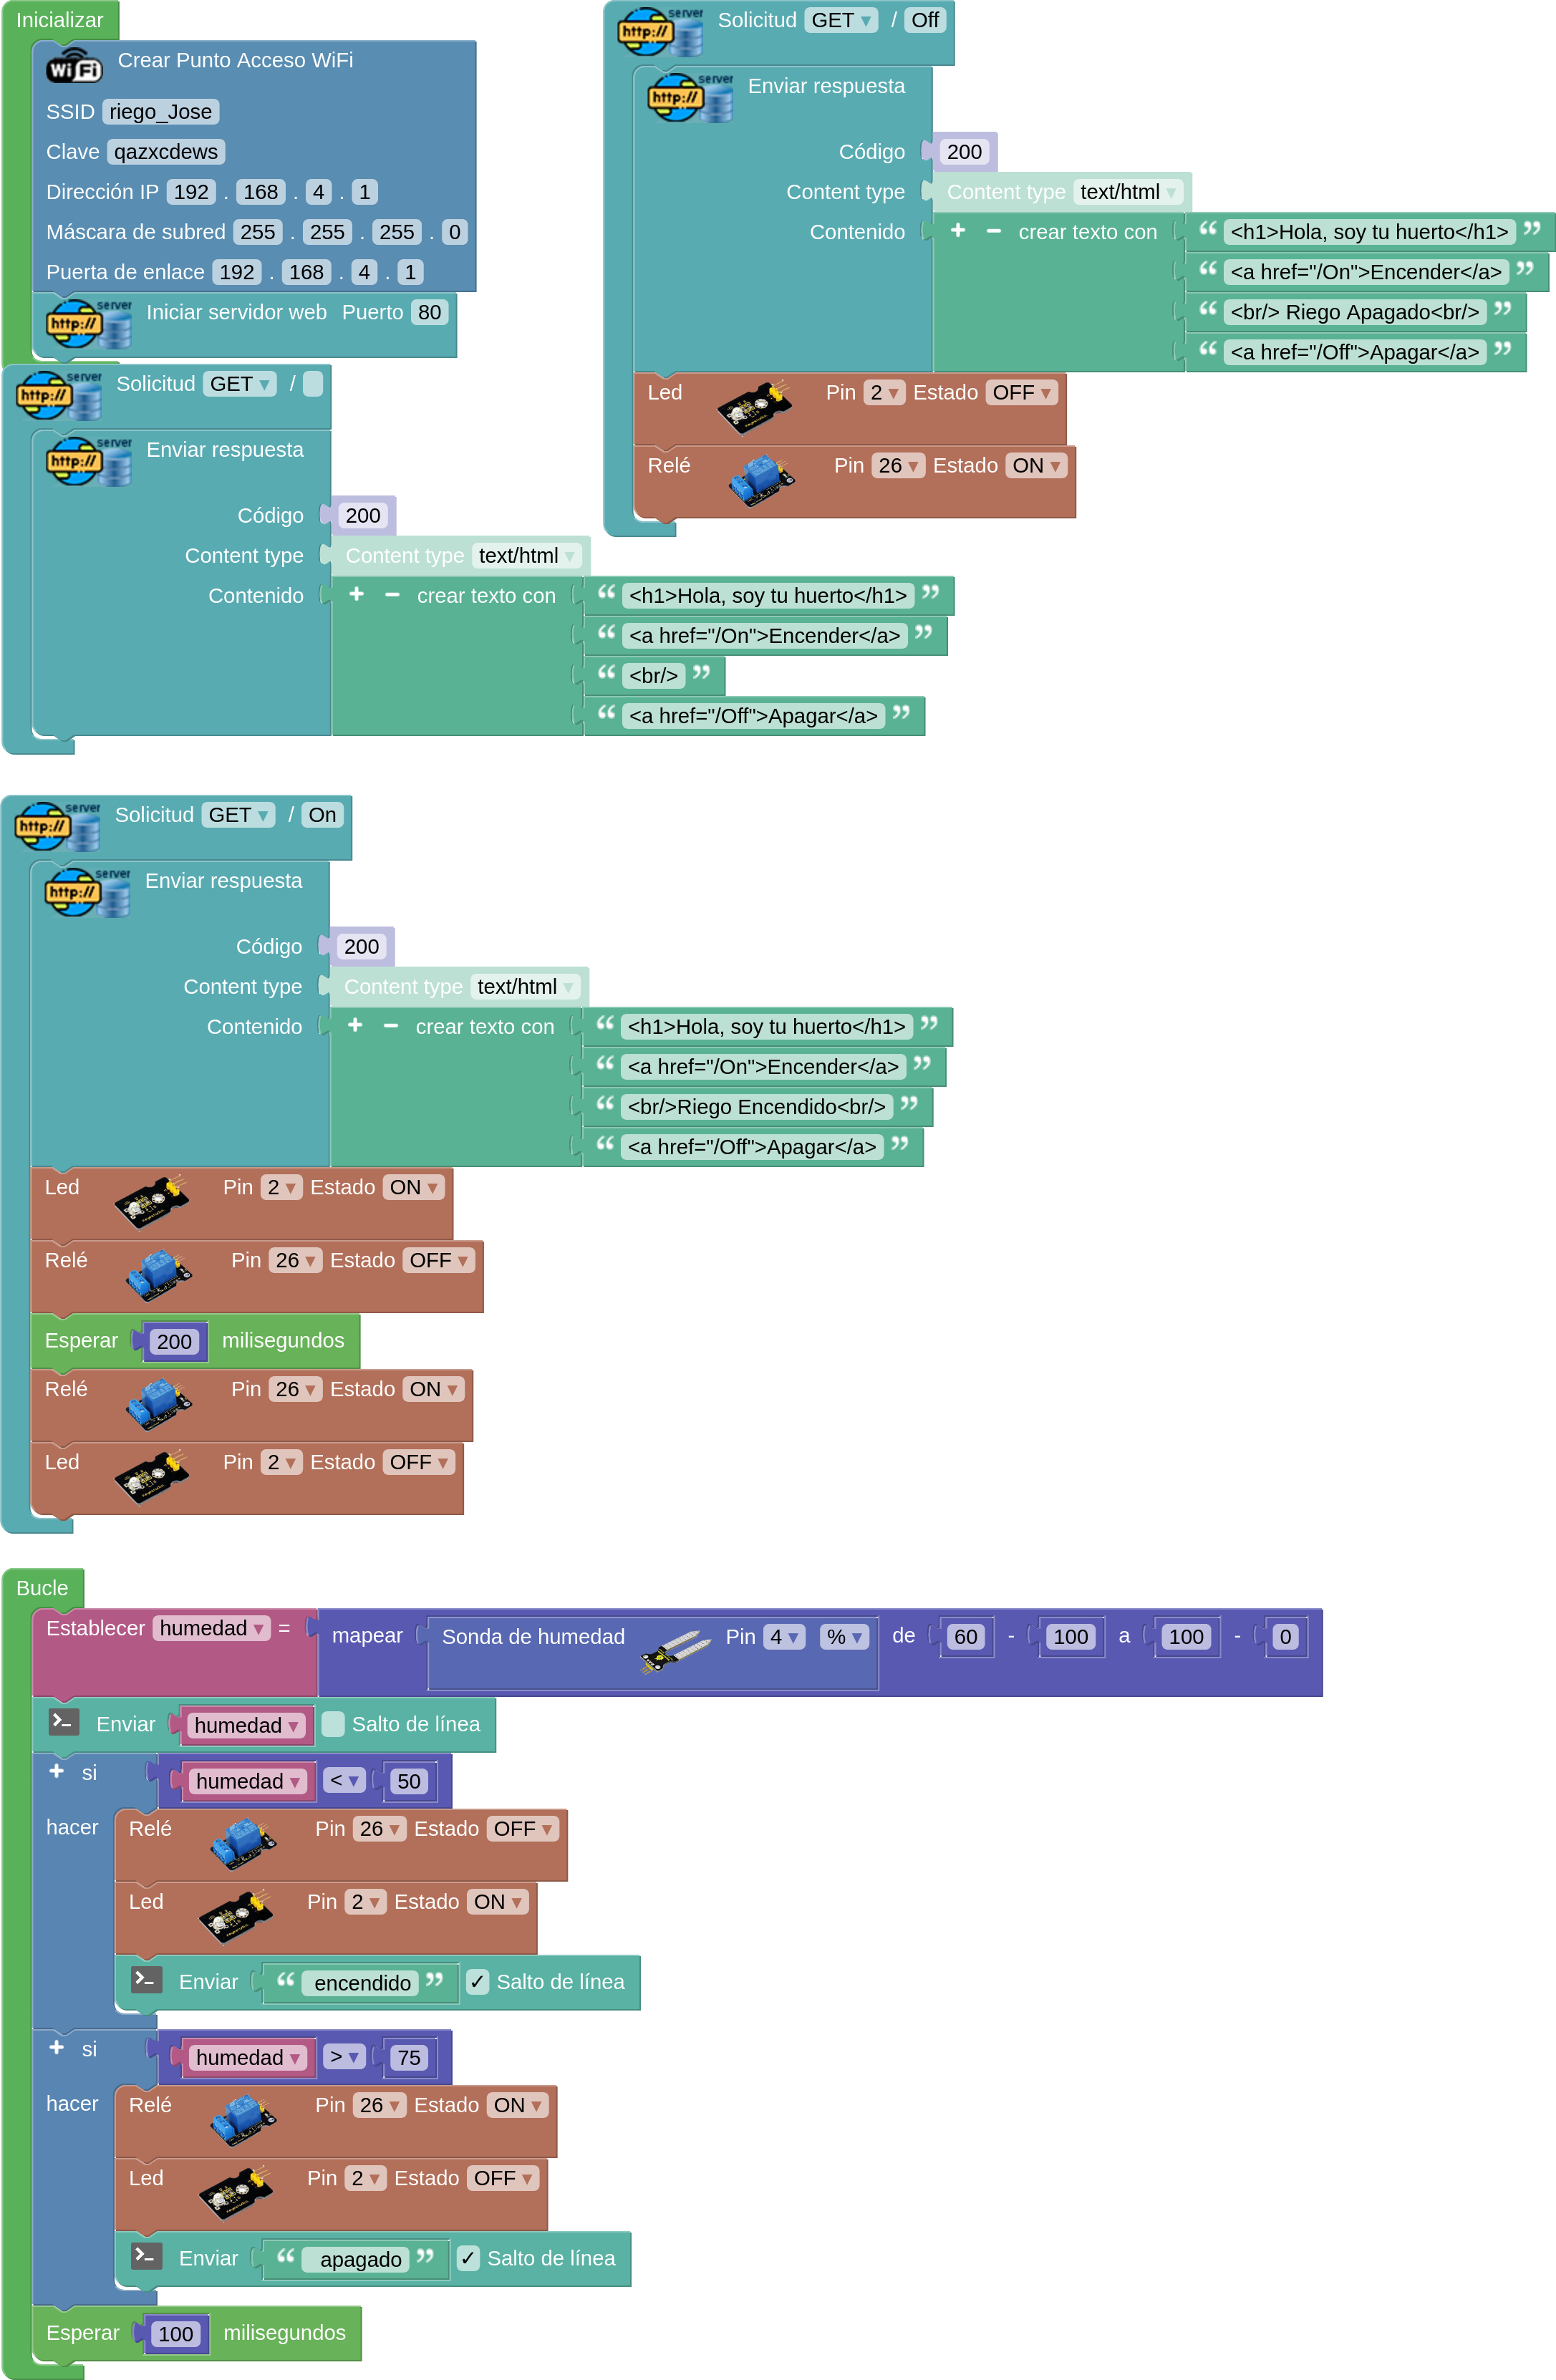 Inicializar
WiFi Crear Punto Acceso WiFi
SSID riego_Jose
Clave qazxcdews
Dirección IP 192 . 168 . 4 . 1
Máscara de subred 255 . 255 . 255 . 0
Puerta de enlace 192 . 168 . 4 . 1
http:// server Iniciar servidor web Puerto 80
http:// server Solicitud GET ▾ /
http:// server Enviar respuesta
Código 200
Content type Content type text/html ▾
Contenido + − crear texto con “ <h1>Hola, soy tu huerto</h1> ”
“ <a href="/On">Encender</a> ”
“ <br/> ”
“ <a href="/Off">Apagar</a> ”
http:// server Solicitud GET ▾ / Off
http:// server Enviar respuesta
Código 200
Content type Content type text/html ▾
Contenido + − crear texto con “ <h1>Hola, soy tu huerto</h1> ”
“ <a href="/On">Encender</a> ”
“ <br/> Riego Apagado<br/> ”
“ <a href="/Off">Apagar</a> ”
Led Pin 2 ▾ Estado OFF ▾
Relé Pin 26 ▾ Estado ON ▾
http:// server Solicitud GET ▾ / On
http:// server Enviar respuesta
Código 200
Content type Content type text/html ▾
Contenido + − crear texto con “ <h1>Hola, soy tu huerto</h1> ”
“ <a href="/On">Encender</a> ”
“ <br/>Riego Encendido<br/> ”
“ <a href="/Off">Apagar</a> ”
Led Pin 2 ▾ Estado ON ▾
Relé Pin 26 ▾ Estado OFF ▾
Esperar 200 milisegundos
Relé Pin 26 ▾ Estado ON ▾
Led Pin 2 ▾ Estado OFF ▾
Bucle
Establecer humedad ▾ = mapear Sonda de humedad Pin 4 ▾ % ▾ de 60 - 100 a 100 - 0
Enviar humedad ▾ Salto de línea
+ si humedad ▾ < ▾ 50
hacer Relé Pin 26 ▾ Estado OFF ▾
Led Pin 2 ▾ Estado ON ▾
Enviar “ encendido ” ✓ Salto de línea
+ si humedad ▾ > ▾ 75
hacer Relé Pin 26 ▾ Estado ON ▾
Led Pin 2 ▾ Estado OFF ▾
Enviar “ apagado ” ✓ Salto de línea
Esperar 100 milisegundos